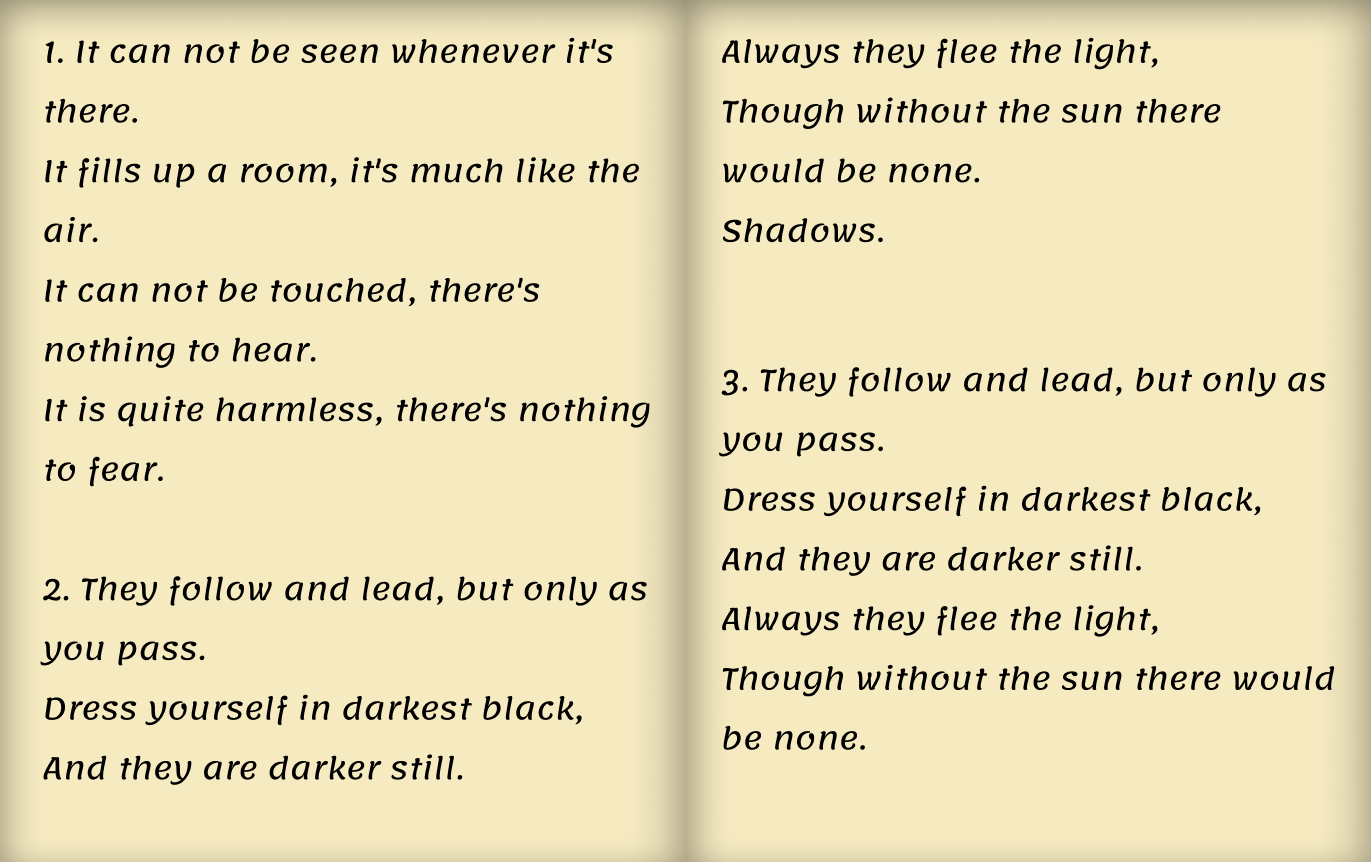 1. It can not be seen whenever it's
there.
It fills up a room, it's much like the
air.
It can not be touched, there's
nothing to hear.
It is quite harmless, there's nothing
to fear.
2. They follow and lead, but only as
you pass.
Dress yourself in darkest black,
And they are darker still.
Always they flee the light,
Though without the sun there
would be none.
Shadows.
3. They follow and lead, but only as
you pass.
Dress yourself in darkest black,
And they are darker still.
Always they flee the light,
Though without the sun there would
be none.